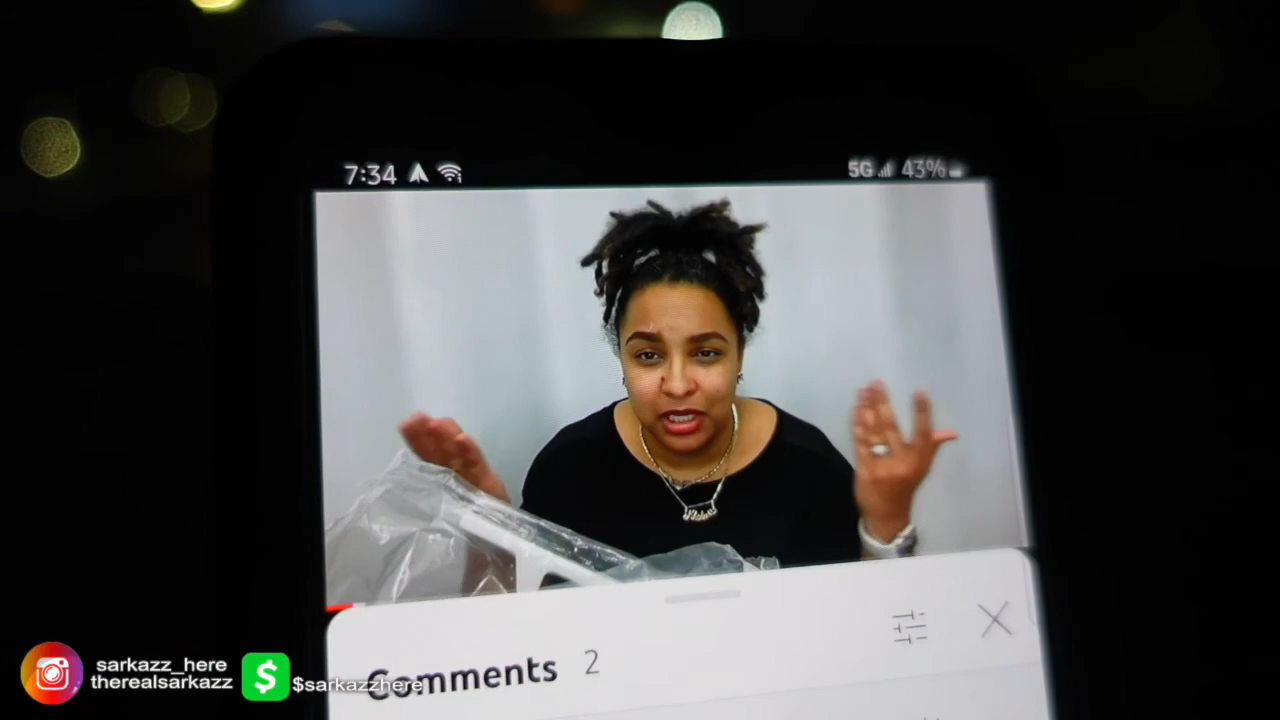 7:34
5G 43%
Comments 2
sarkazz_here
therealsarkazz
$sarkazzhere